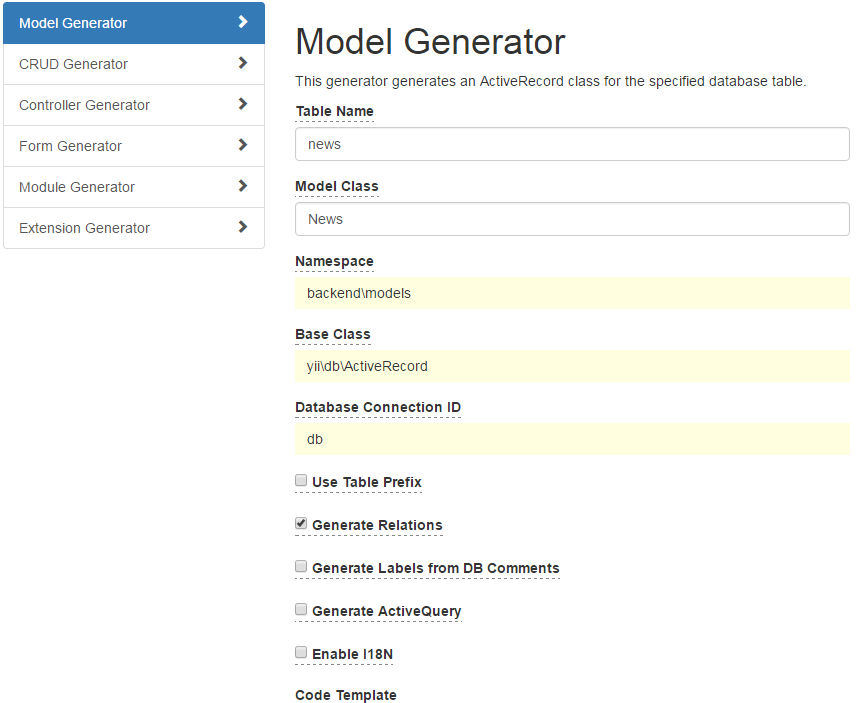 Model Generator
CRUD Generator
Controller Generator
Form Generator
Module Generator
Extension Generator
Model Generator
This generator generates an ActiveRecord class for the specified database table.
Table Name
news
Model Class
News
Namespace
backend\models
Base Class
yii\db\ActiveRecord
Database Connection ID
db
Use Table Prefix
Generate Relations
Generate Labels from DB Comments
Generate ActiveQuery
Enable I18N
Code Template